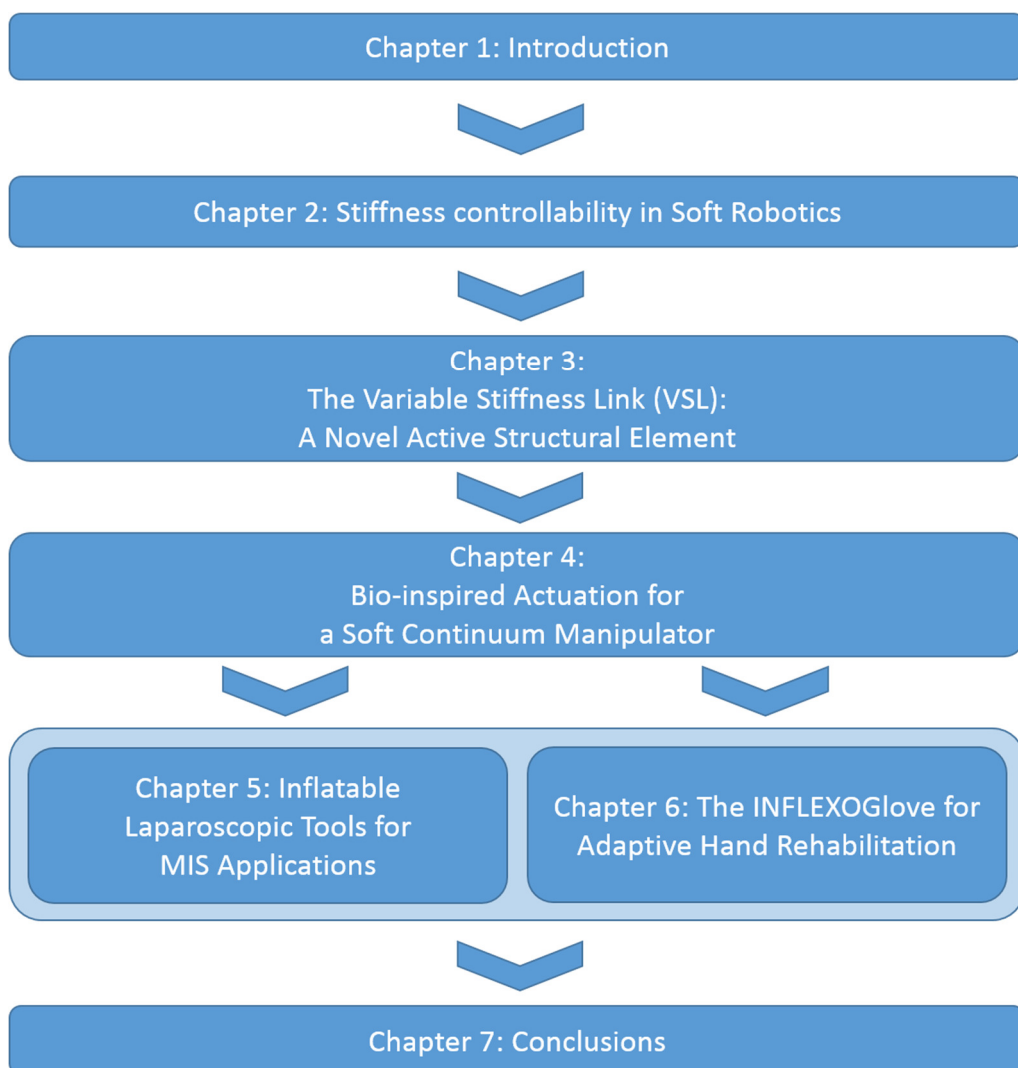 Chapter 1: Introduction
Chapter 2: Stiffness controllability in Soft Robotics
Chapter 3:
The Variable Stiffness Link (VSL):
A Novel Active Structural Element
Chapter 4:
Bio-inspired Actuation for
a Soft Continuum Manipulator
Chapter 5: Inflatable
Laparoscopic Tools for
MIS Applications
Chapter 6: The INFLEXOGlove for
Adaptive Hand Rehabilitation
Chapter 7: Conclusions